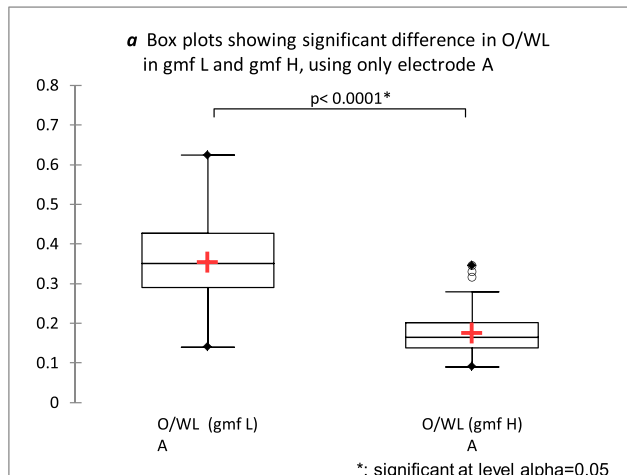 a Box plots showing significant difference in O/WL
in gmf L and gmf H, using only electrode A
p< 0.0001*
0.8
0.7
0.6
0.5
0.4
0.3
0.2
0.1
0
O/WL (gmf L)
A
O/WL (gmf H)
A
*: significant at level alpha=0.05